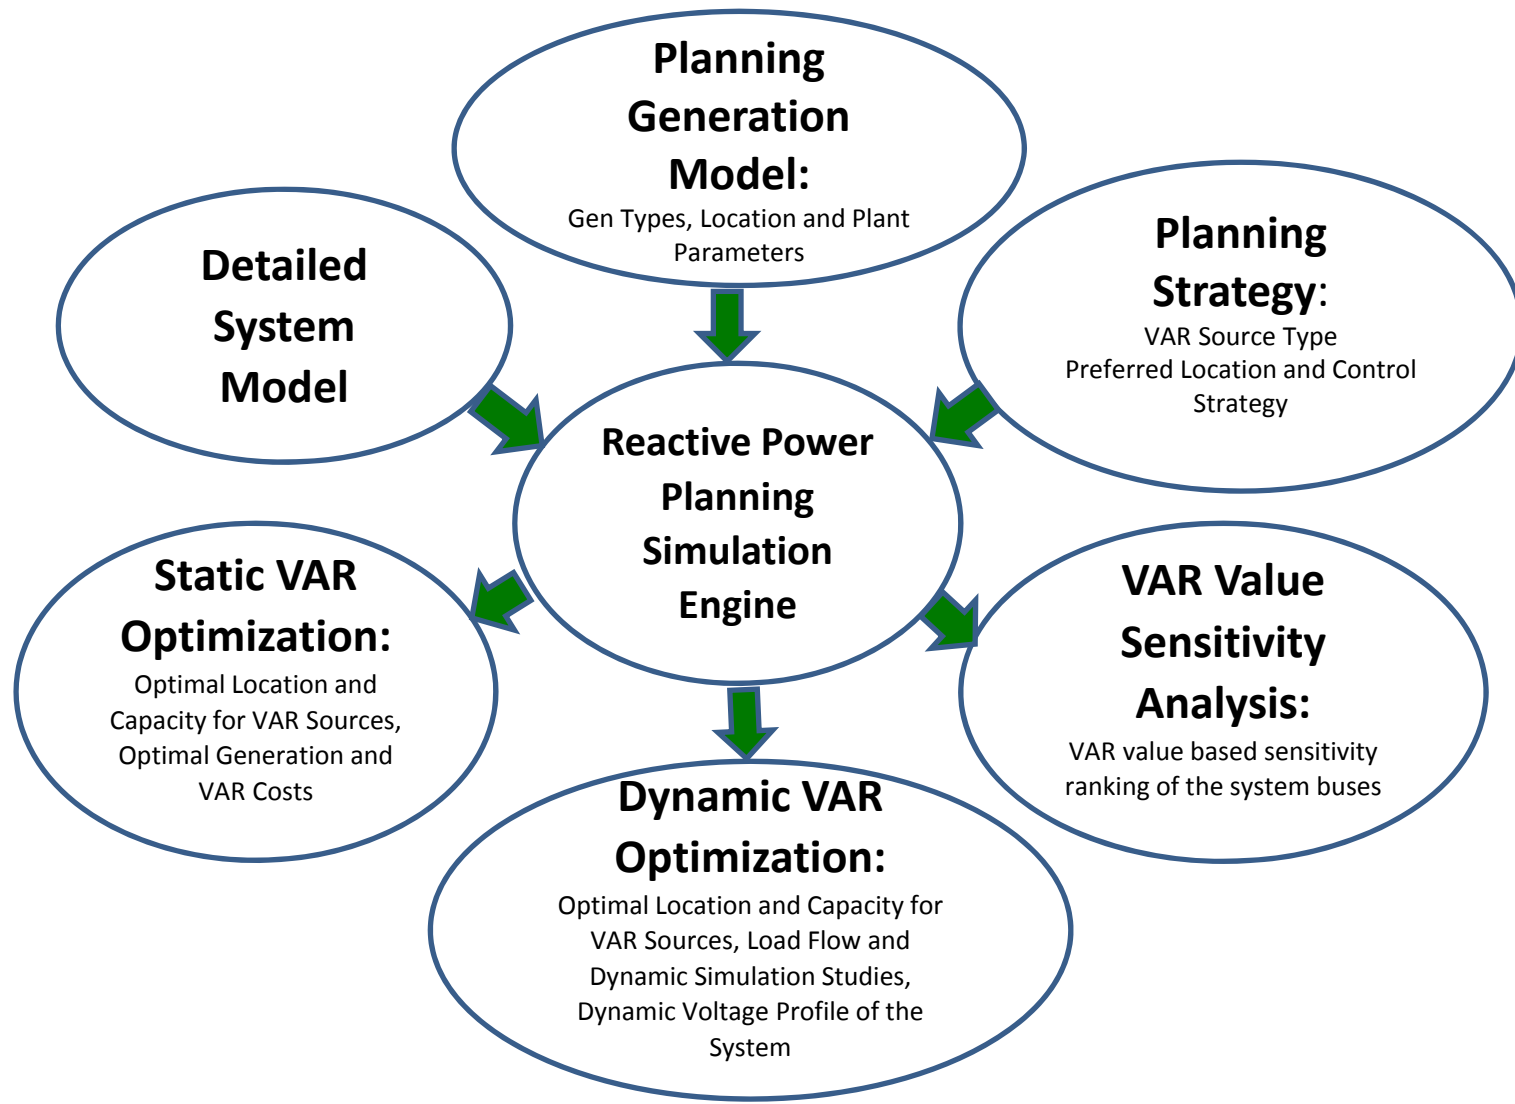 Planning
Generation
Model:
Gen Types, Location and Plant
Parameters
Detailed
System
Model
Planning
Strategy:
VAR Source Type
Preferred Location and Control
Strategy
Reactive Power
Planning
Simulation
Engine
Static VAR
Optimization:
Optimal Location and
Capacity for VAR Sources,
Optimal Generation and
VAR Costs
VAR Value
Sensitivity
Analysis:
VAR value based sensitivity
ranking of the system buses
Dynamic VAR
Optimization:
Optimal Location and Capacity for
VAR Sources, Load Flow and
Dynamic Simulation Studies,
Dynamic Voltage Profile of the
System